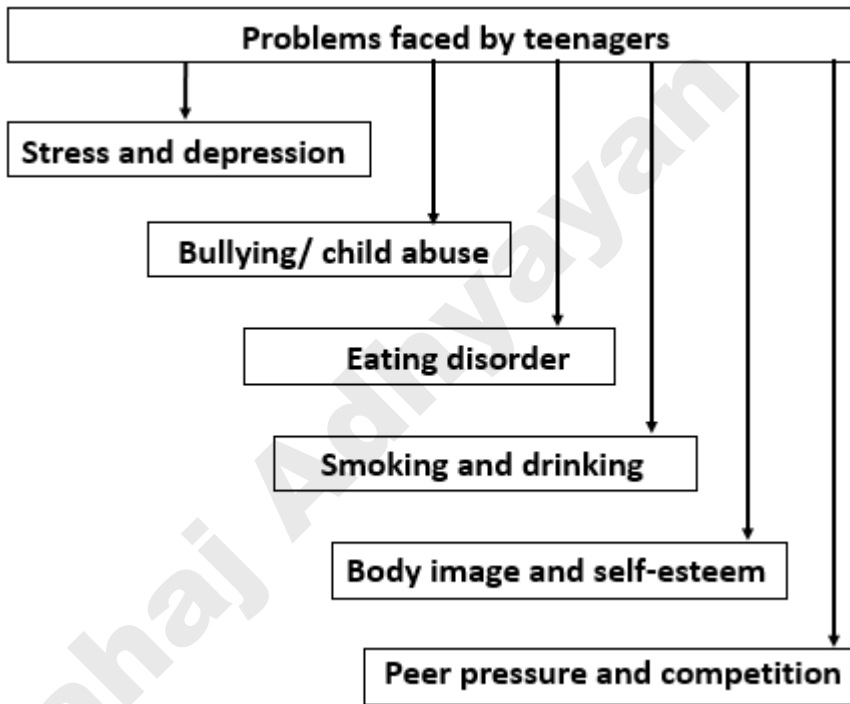 Problems faced by teenagers
Stress and depression
Bullying/ child abuse
Eating disorder
Smoking and drinking
Body image and self-esteem
Peer pressure and competition
Adhyayan